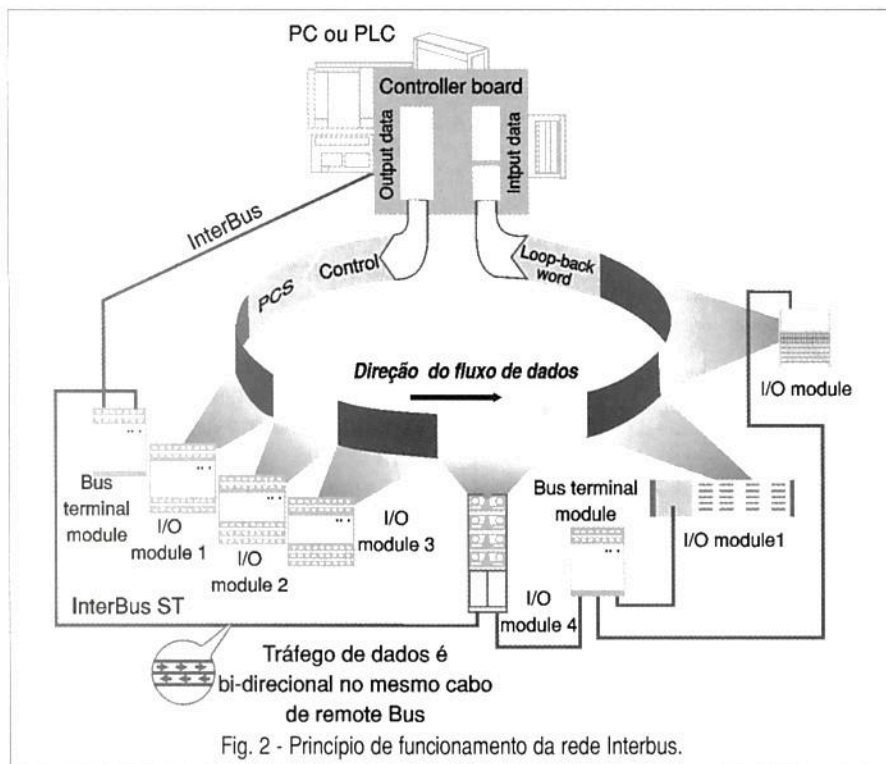 PC ou PLC
Controller board
Output data
Intput data
InterBus
PCS
Control
Loop-back
word
Direção do fluxo de dados
I/O module
Bus
terminal
module
I/O
module 1
I/O
module 2
I/O
module 3
Bus terminal
module
I/O module1
I/O
module 4
InterBus ST
Tráfego de dados é
bi-direcional no mesmo cabo
de remote Bus
Fig. 2 - Princípio de funcionamento da rede Interbus.